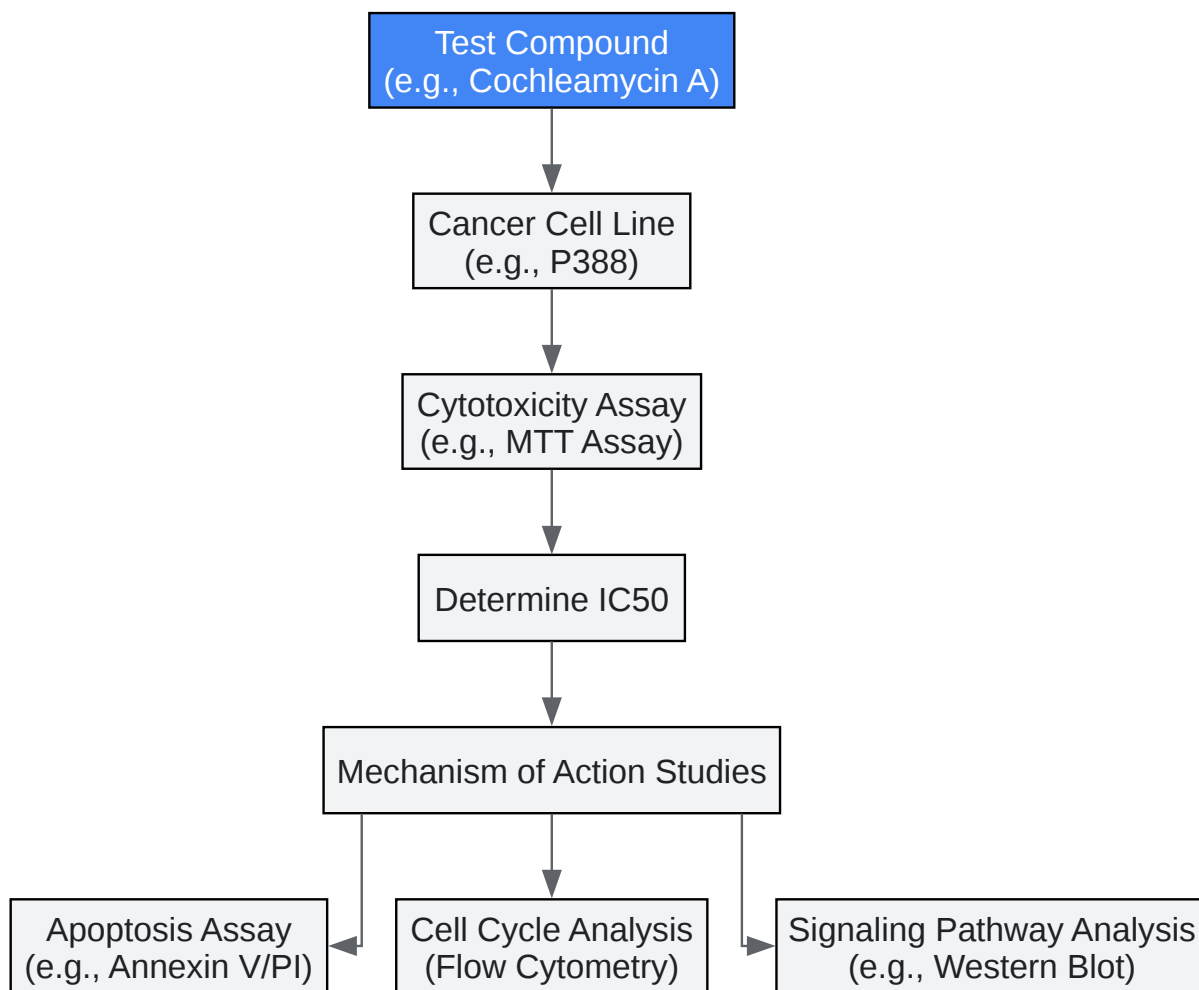 Test Compound
(e.g., Cochleamycin A)
Cancer Cell Line
(e.g., P388)
Cytotoxicity Assay
(e.g., MTT Assay)
Determine IC50
Mechanism of Action Studies
Apoptosis Assay
(e.g., Annexin V/PI)
Cell Cycle Analysis
(Flow Cytometry)
Signaling Pathway Analysis
(e.g., Western Blot)